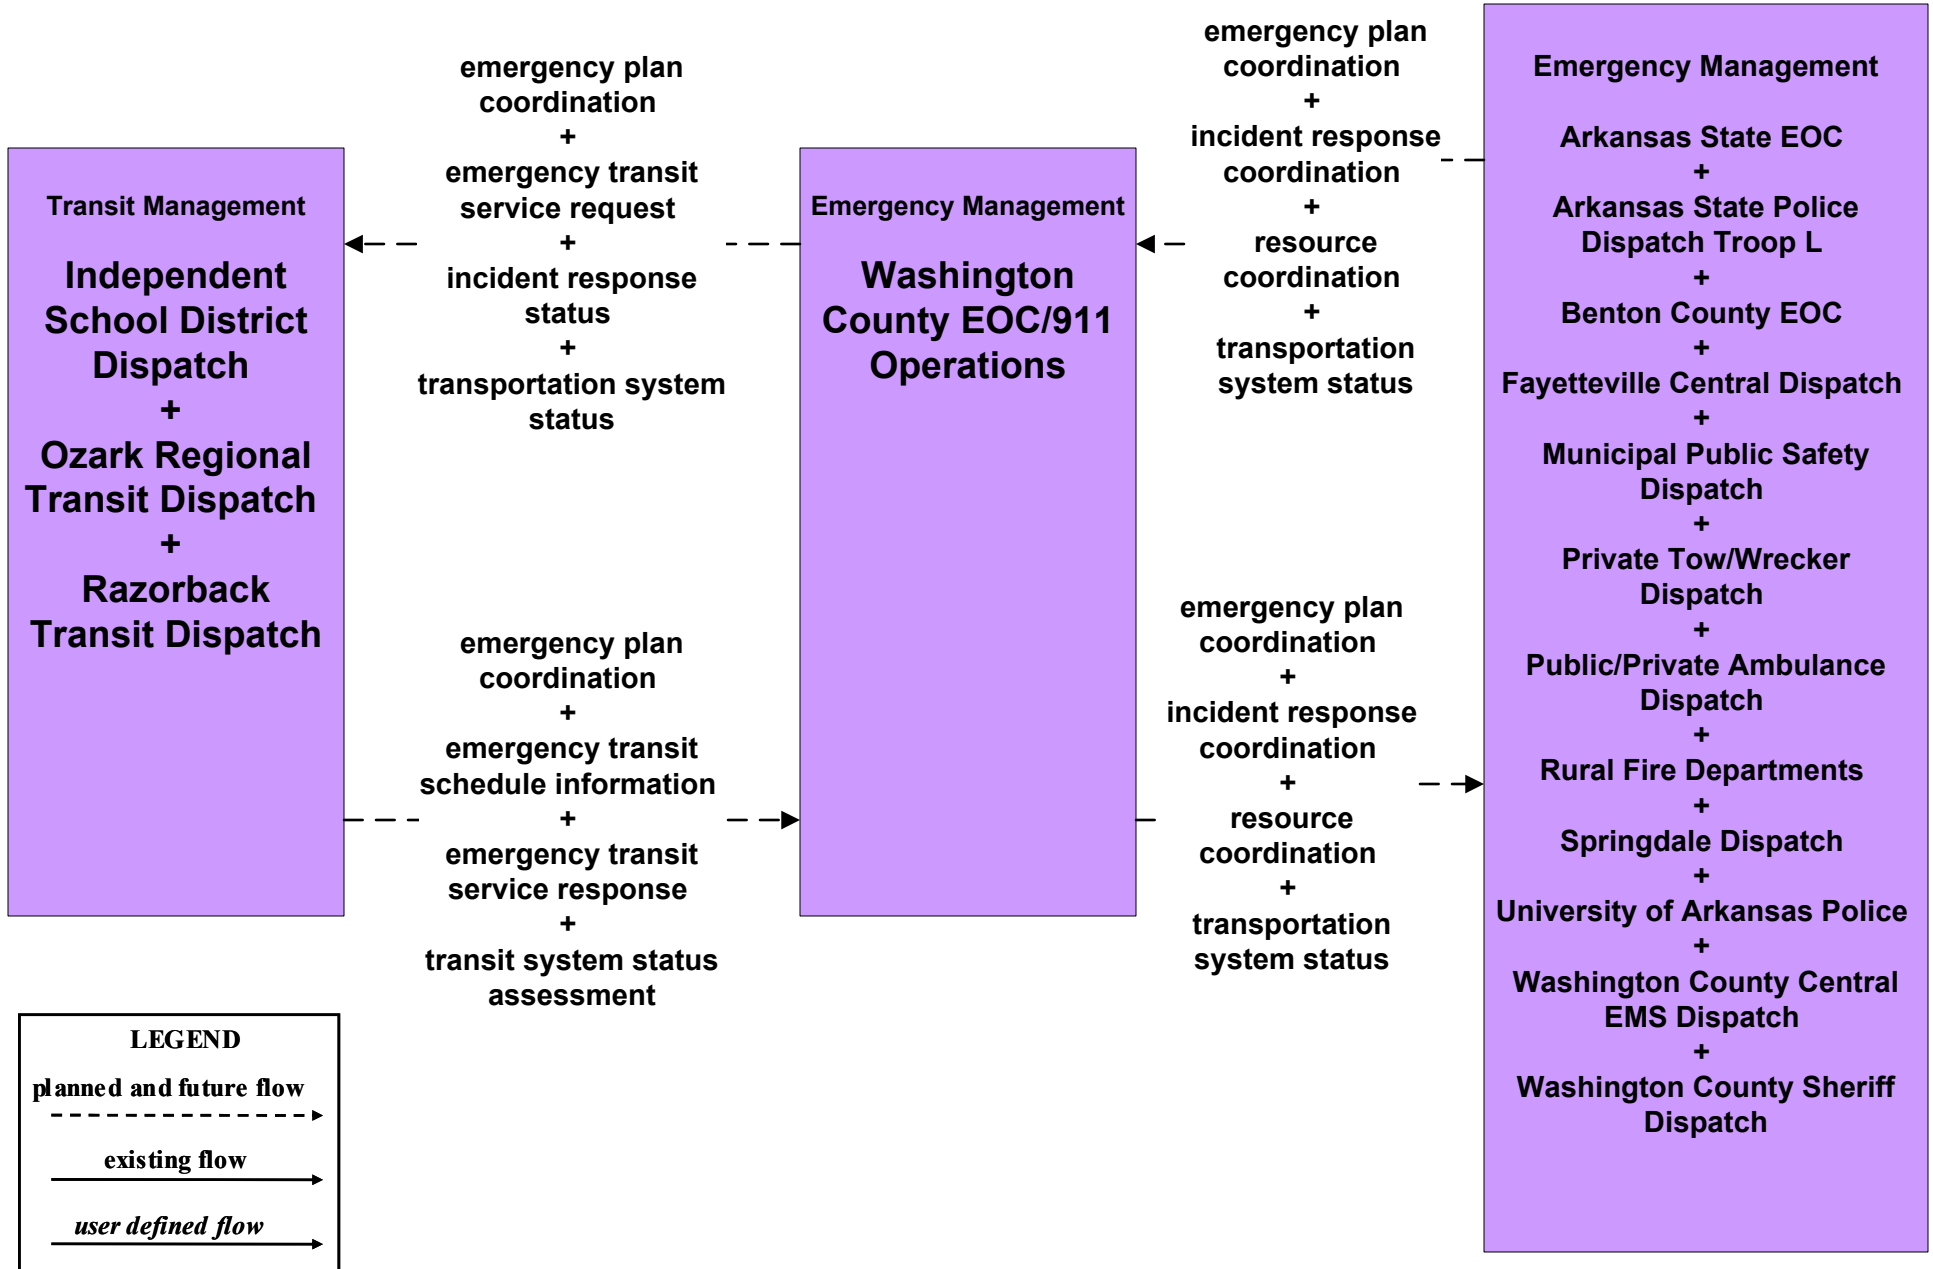 Transit Management
Independent
School District
Dispatch
+
Ozark Regional
Transit Dispatch
+
Razorback
Transit Dispatch
emergency plan
coordination
+
emergency transit
service request
+
incident response
status
+
transportation system
status
emergency plan
coordination
+
emergency transit
schedule information
+
emergency transit
service response
+
transit system status
assessment
Emergency Management
Washington
County EOC/911
Operations
emergency plan
coordination
+
incident response
coordination
+
resource
coordination
+
transportation
system status
emergency plan
coordination
+
incident response
coordination
+
resource
coordination
+
transportation
system status
Emergency Management
Arkansas State EOC
+
Arkansas State Police
Dispatch Troop L
+
Benton County EOC
+
Fayetteville Central Dispatch
+
Municipal Public Safety
Dispatch
+
Private Tow/Wrecker
Dispatch
+
Public/Private Ambulance
Dispatch
+
Rural Fire Departments
+
Springdale Dispatch
+
University of Arkansas Police
+
Washington County Central
EMS Dispatch
+
Washington County Sheriff
Dispatch
LEGEND
planned and future flow
existing flow
user defined flow